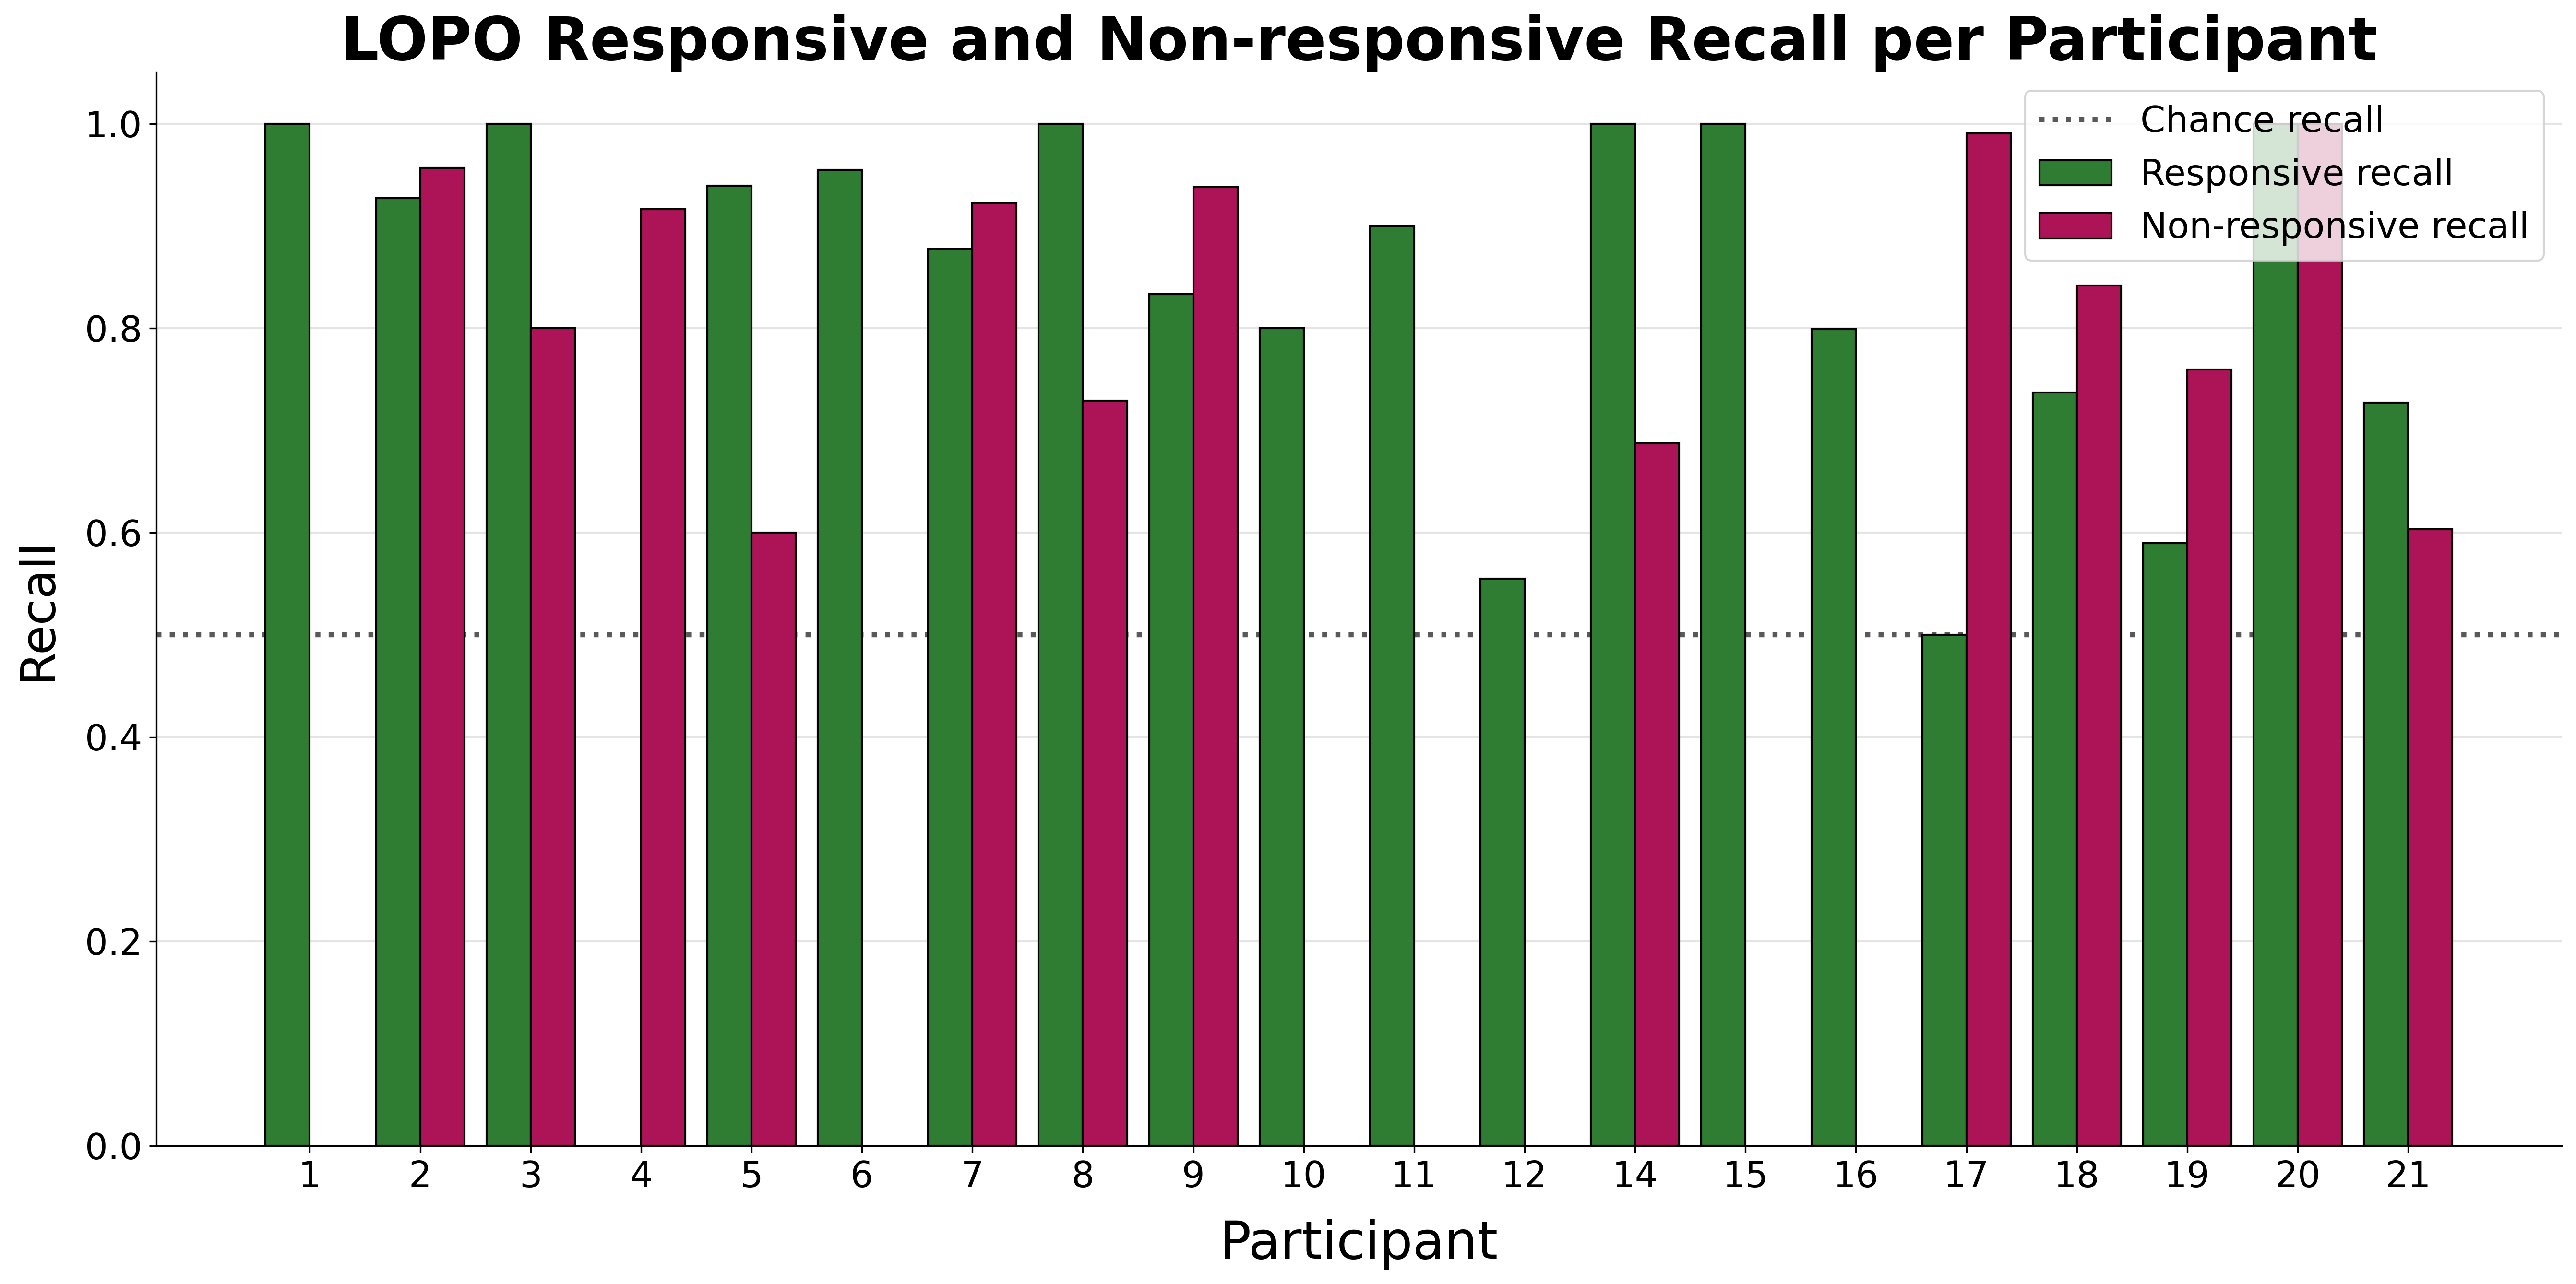 LOPO Responsive and Non-responsive Recall per Participant
Chance recall
Responsive recall
Non-responsive recall
1.0
0.8
0.6
0.4
0.2
0.0
Recall
1 2 3 4 5 6 7 8 9 10 11 12 14 15 16 17 18 19 20 21
Participant